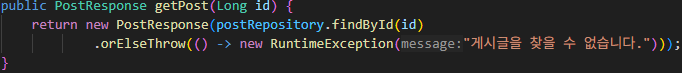 public PostResponse getPost(Long id) {
    return new PostResponse(postRepository.findById(id)
            .orElseThrow(() -> new RuntimeException(message:"게시글을 찾을 수 없습니다.")));
}